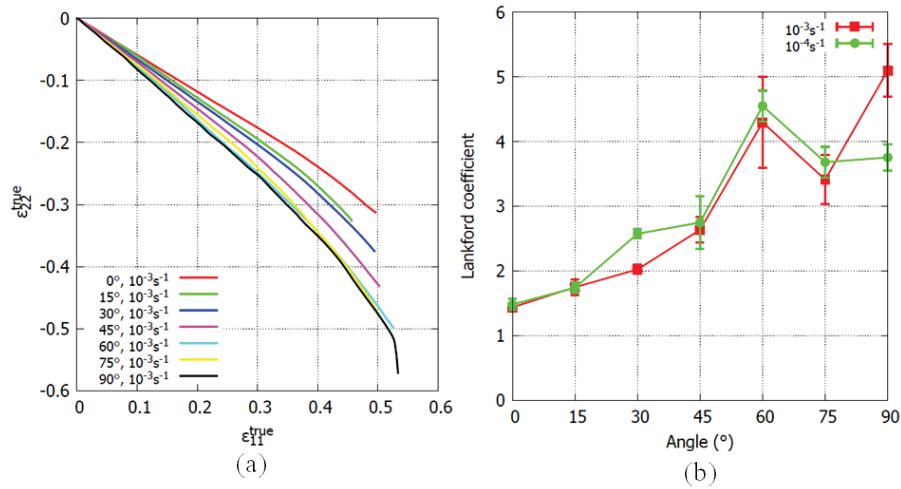 0
-0.1
-0.2
-0.3
-0.4
-0.5
-0.6
ε22^true
0°, 10^-3s^-1
15°, 10^-3s^-1
30°, 10^-3s^-1
45°, 10^-3s^-1
60°, 10^-3s^-1
75°, 10^-3s^-1
90°, 10^-3s^-1
0 0.1 0.2 0.3 0.4 0.5 0.6
ε11^true
(a)
6
5
4
3
2
1
0
Lankford coefficient
10^-3s^-1
10^-4s^-1
0 15 30 45 60 75 90
Angle (°)
(b)